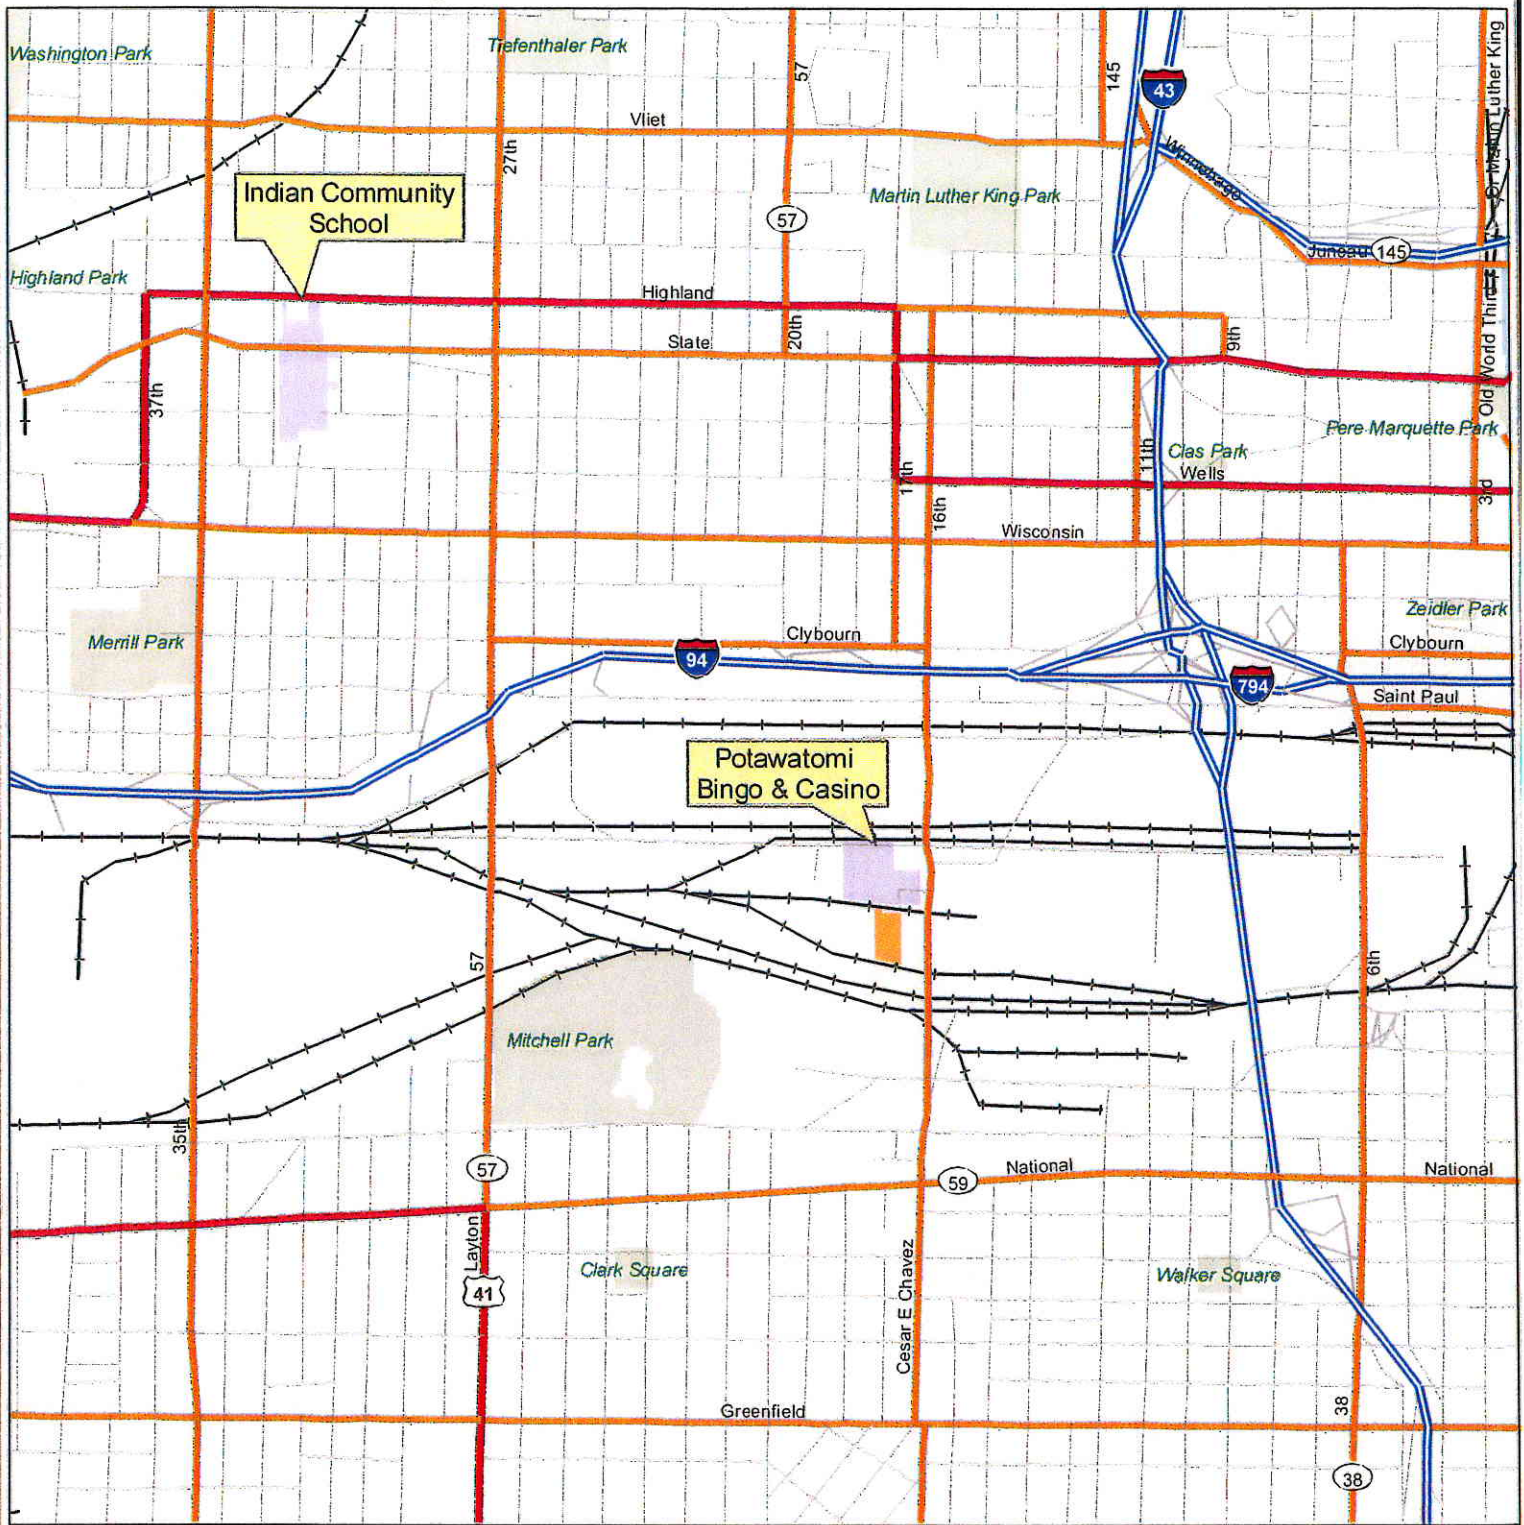 Washington Park
Tiefenthaler Park
57
145
43
Dr Martin Luther King
Vliet
27th
Winnebago
Indian Community
School
Martin Luther King Park
57
Juneau
145
Highland Park
Highland
State
20th
9th
Old World Third
37th
Pere Marquette Park
Clas Park
11th
Wells
17th
16th
3rd
Wisconsin
Zeidler Park
Merrill Park
Clybourn
Clybourn
94
794
Saint Paul
Potawatomi
Bingo & Casino
57
6th
Mitchell Park
35th
57
National
National
59
Layton
Clark Square
Walker Square
41
Cesar E Chavez
Greenfield
38
38